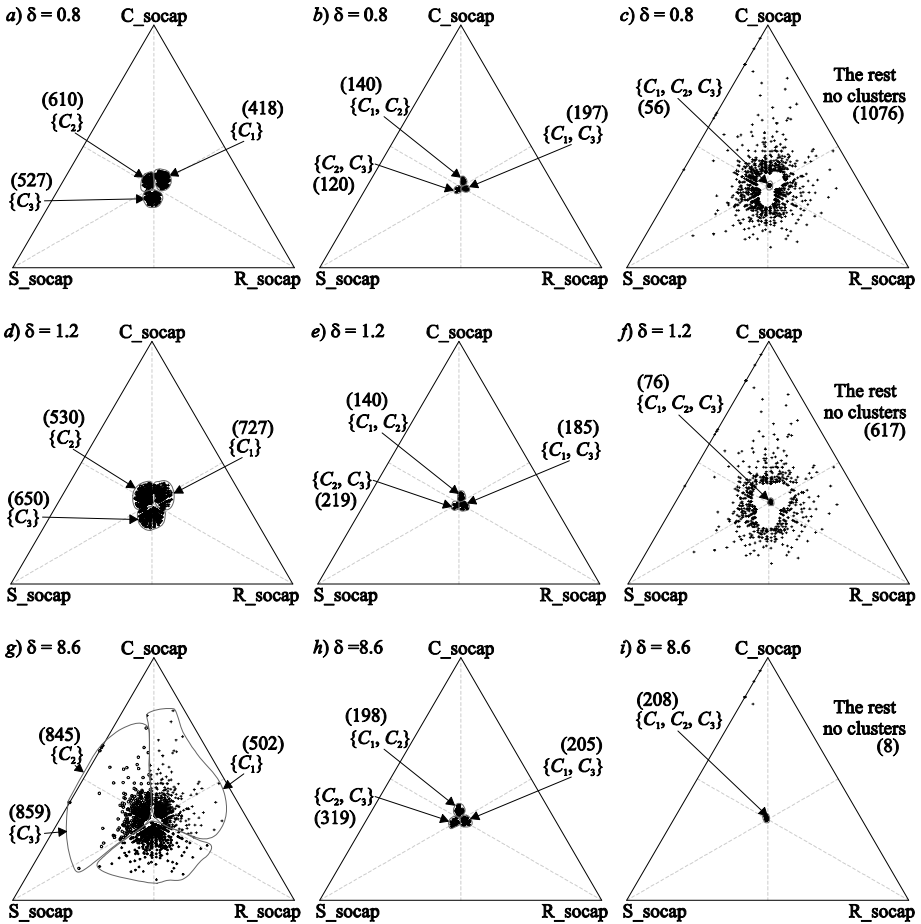 a) δ = 0.8
C_socap
(610)
{C₂}
(418)
{C₁}
(527)
{C₃}
S_socap
R_socap
b) δ = 0.8
C_socap
(140)
{C₁, C₂}
(197)
{C₁, C₃}
{C₂, C₃}
(120)
S_socap
R_socap
c) δ = 0.8
C_socap
The rest
no clusters
(1076)
{C₁, C₂, C₃}
(56)
S_socap
R_socap
d) δ = 1.2
C_socap
(530)
{C₂}
(727)
{C₁}
(650)
{C₃}
S_socap
R_socap
e) δ = 1.2
C_socap
(140)
{C₁, C₂}
(185)
{C₁, C₃}
{C₂, C₃}
(219)
S_socap
R_socap
f) δ = 1.2
C_socap
(76)
{C₁, C₂, C₃}
The rest
no clusters
(617)
S_socap
R_socap
g) δ = 8.6
C_socap
(845)
{C₂}
(502)
{C₁}
(859)
{C₃}
S_socap
R_socap
h) δ =8.6
C_socap
(198)
{C₁, C₂}
(205)
{C₁, C₃}
{C₂, C₃}
(319)
S_socap
R_socap
i) δ = 8.6
C_socap
(208)
{C₁, C₂, C₃}
The rest
no clusters
(8)
S_socap
R_socap